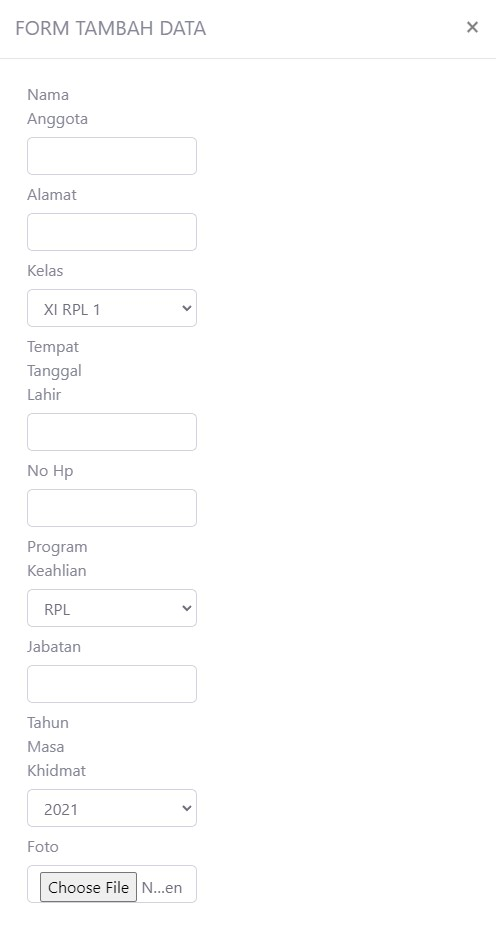 FORM TAMBAH DATA ×
Nama
Anggota
Alamat
Kelas
XI RPL 1
Tempat
Tanggal
Lahir
No Hp
Program
Keahlian
RPL
Jabatan
Tahun
Masa
Khidmat
2021
Foto
Choose File N...en